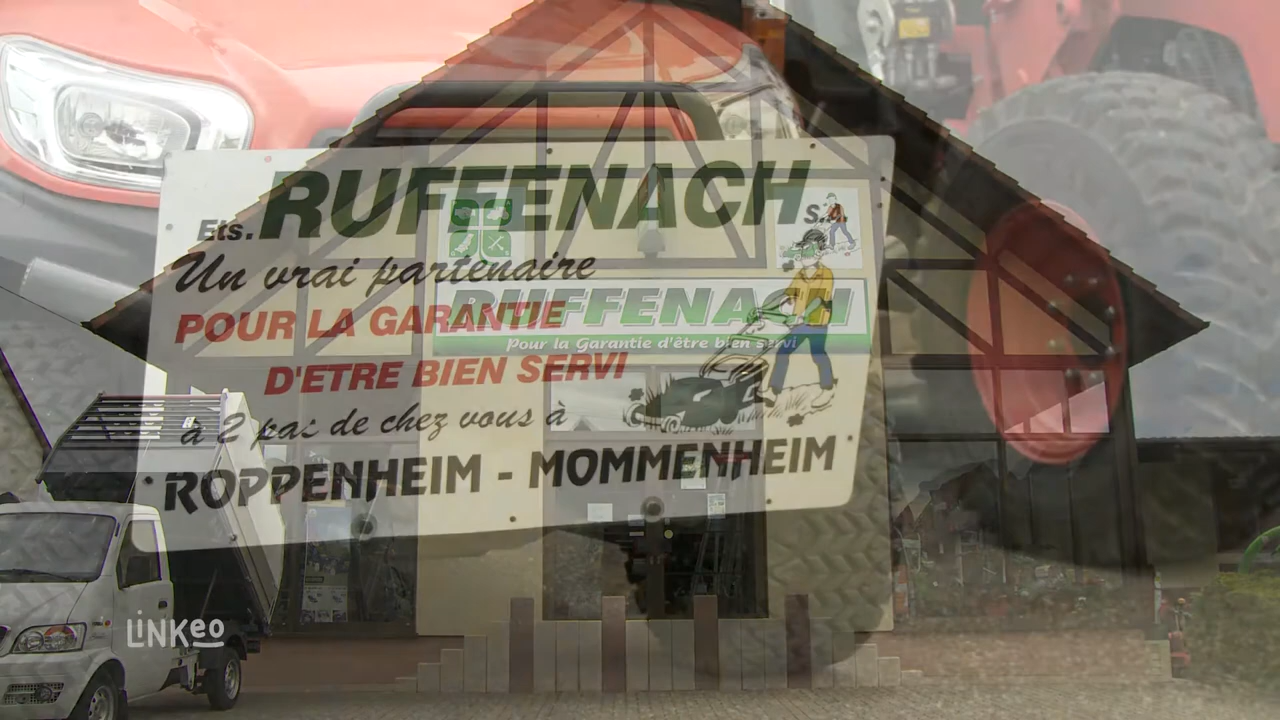 Ets. RUFFENACH S.A.
Un vrai partenaire
POUR LA GARANTIE
D'ETRE BIEN SERVI
à 2 pas de chez vous à
ROPPENHEIM - MOMMENHEIM
RUFFENACH
Pour la Garantie d'être bien servi
LINKeo